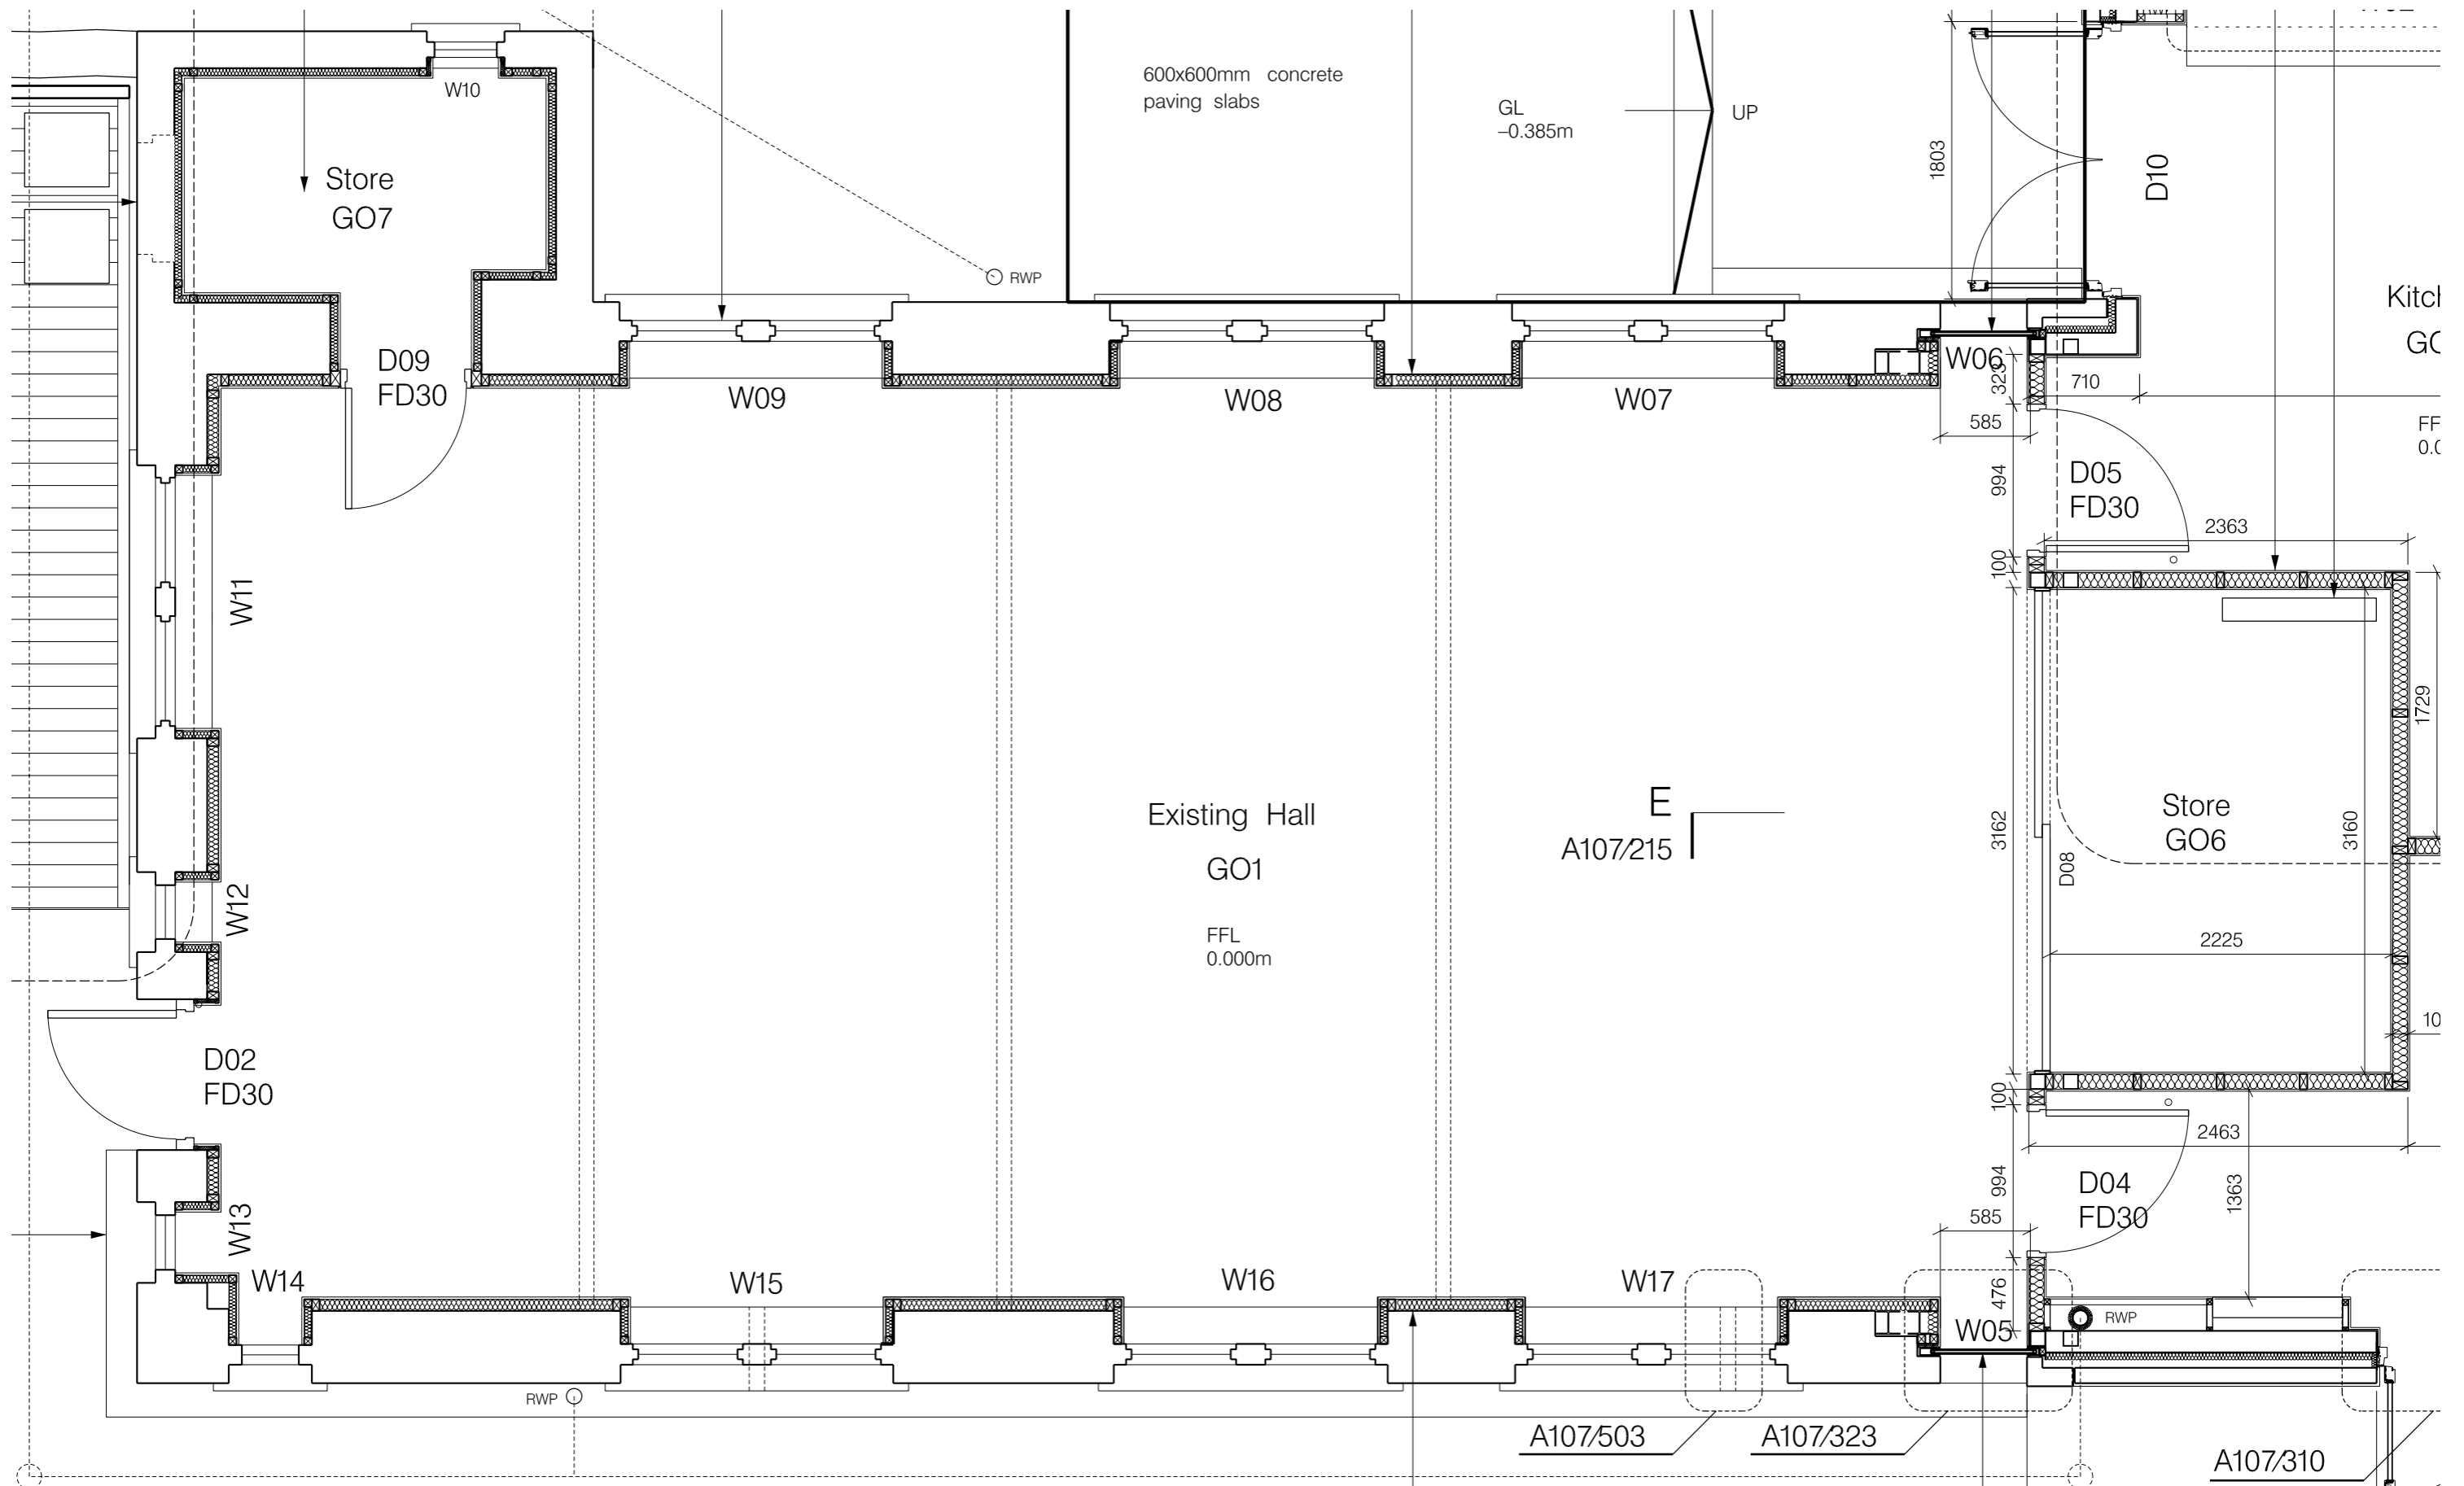 W10
600x600mm concrete
paving slabs
GL
–0.385m
UP
1803
D10
Store
GO7
RWP
D09
FD30
W09
W08
W07
W06
323
710
585
994
D05
FD30
2363
100
W11
1729
Existing Hall
GO1
FFL
0.000m
E
A107/215
3162
D08
Store
GO6
3160
2225
W12
D02
FD30
100
2463
994
D04
FD30
1363
585
W13
W14
W15
W16
W17
476
W05
RWP
RWP
A107/503
A107/323
A107/310